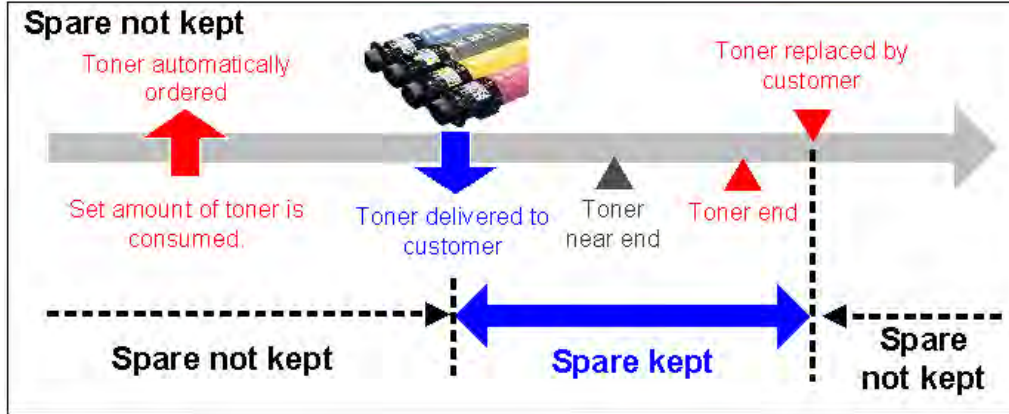 Spare not kept
Toner automatically
ordered
Toner replaced by
customer
Set amount of toner is
consumed.
Toner delivered to
customer
Toner
near end
Toner end
Spare not kept
Spare kept
Spare
not kept